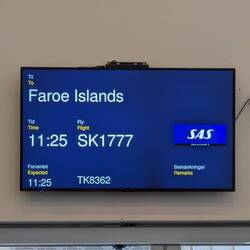 Til
To
Faroe Islands
Tid Fly
Time Flight
11:25 SK1777
SAS
Forventet Bemærkninger
Expected Remarks
11:25 TK8362